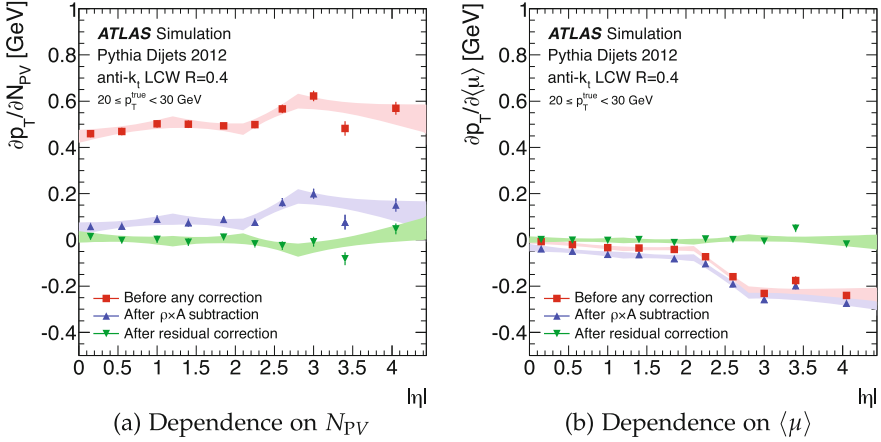 ∂p_T/∂N_PV [GeV]
ATLAS Simulation
Pythia Dijets 2012
anti-k_t LCW R=0.4
20 ≤ p_T^true < 30 GeV
1
0.8
0.6
0.4
0.2
0
-0.2
-0.4
Before any correction
After ρ×A subtraction
After residual correction
0 0.5 1 1.5 2 2.5 3 3.5 4
|η|
(a) Dependence on N_PV
∂p_T/∂⟨μ⟩ [GeV]
ATLAS Simulation
Pythia Dijets 2012
anti-k_t LCW R=0.4
20 ≤ p_T^true < 30 GeV
1
0.8
0.6
0.4
0.2
0
-0.2
-0.4
Before any correction
After ρ×A subtraction
After residual correction
0 0.5 1 1.5 2 2.5 3 3.5 4
|η|
(b) Dependence on ⟨μ⟩